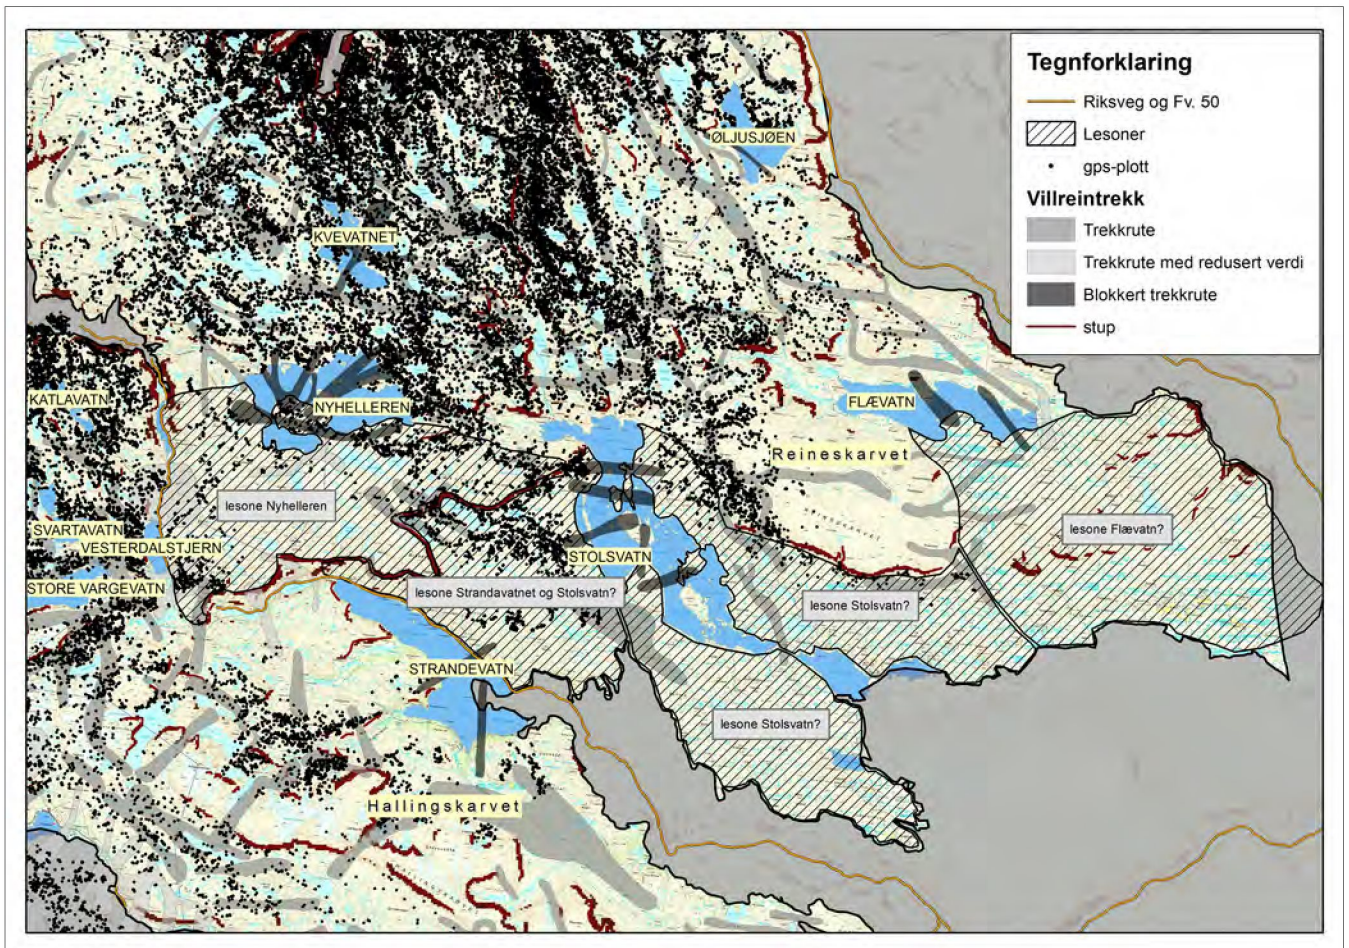 Tegnforklaring
Riksveg og Fv. 50
Lesoner
gps-plott
Villreintrekk
Trekkrute
Trekkrute med redusert verdi
Blokkert trekkrute
stup
ØLJUSJØEN
KVEVATNET
KATLAVATN
NYHELLEREN
FLÆVATN
Reineskarvet
lesone Nyhelleren
SVARTAVATN
VESTERDALSTJERN
STOLSVATN
lesone Flævatn?
STORE VARGEVATN
lesone Strandavatnet og Stolsvatn?
lesone Stolsvatn?
STRANDEVATN
lesone Stolsvatn?
Hallingskarvet